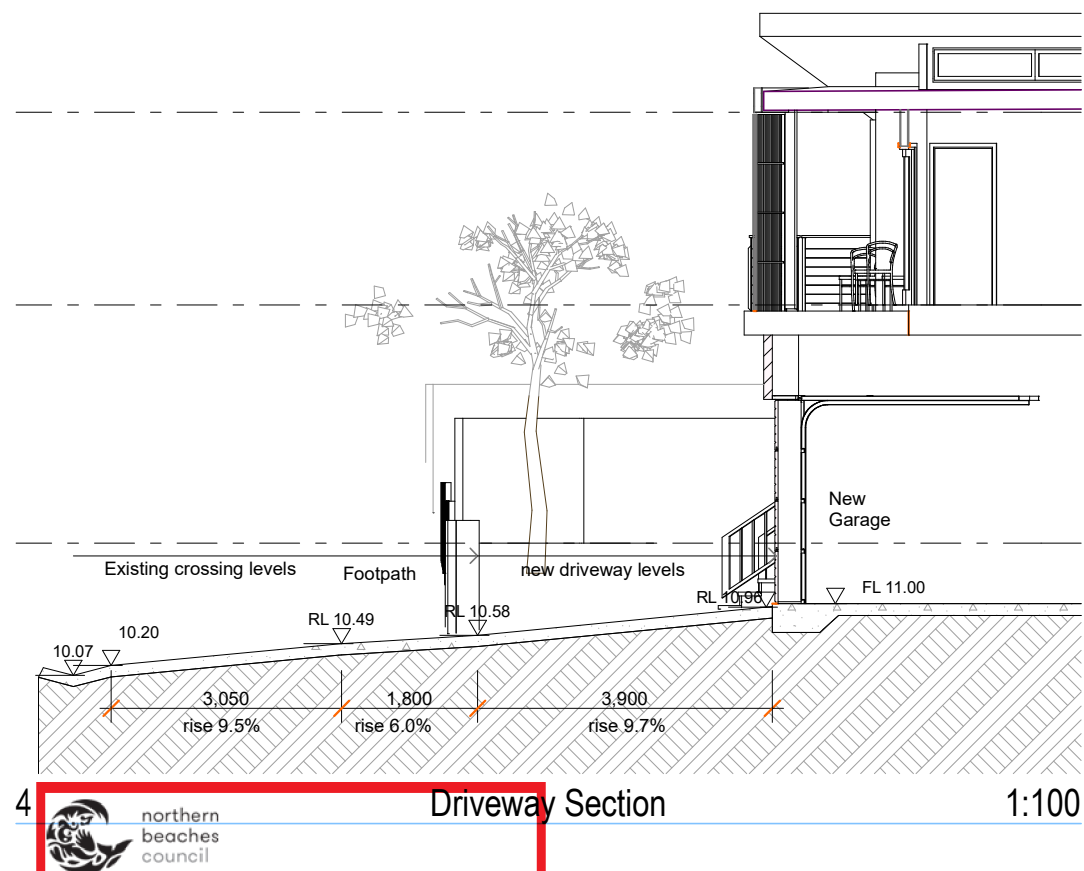 New
Garage
Existing crossing levels
Footpath
new driveway levels
FL 11.00
RL 10.96
RL 10.49
RL 10.58
10.20
10.07
3,050
1,800
3,900
rise 9.5%
rise 6.0%
rise 9.7%
4 Driveway Section 1:100
northern
beaches
council